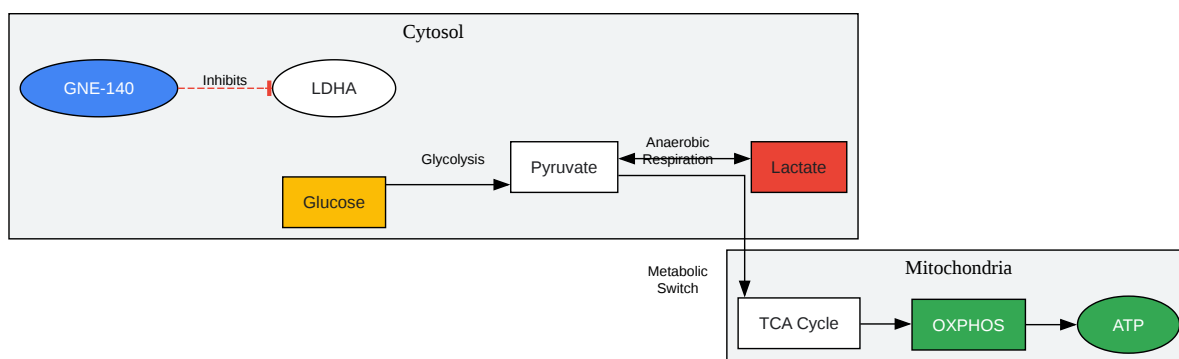 Cytosol
GNE-140
Inhibits
LDHA
Glycolysis
Pyruvate
Anaerobic
Respiration
Lactate
Glucose
Metabolic
Switch
Mitochondria
TCA Cycle
OXPHOS
ATP